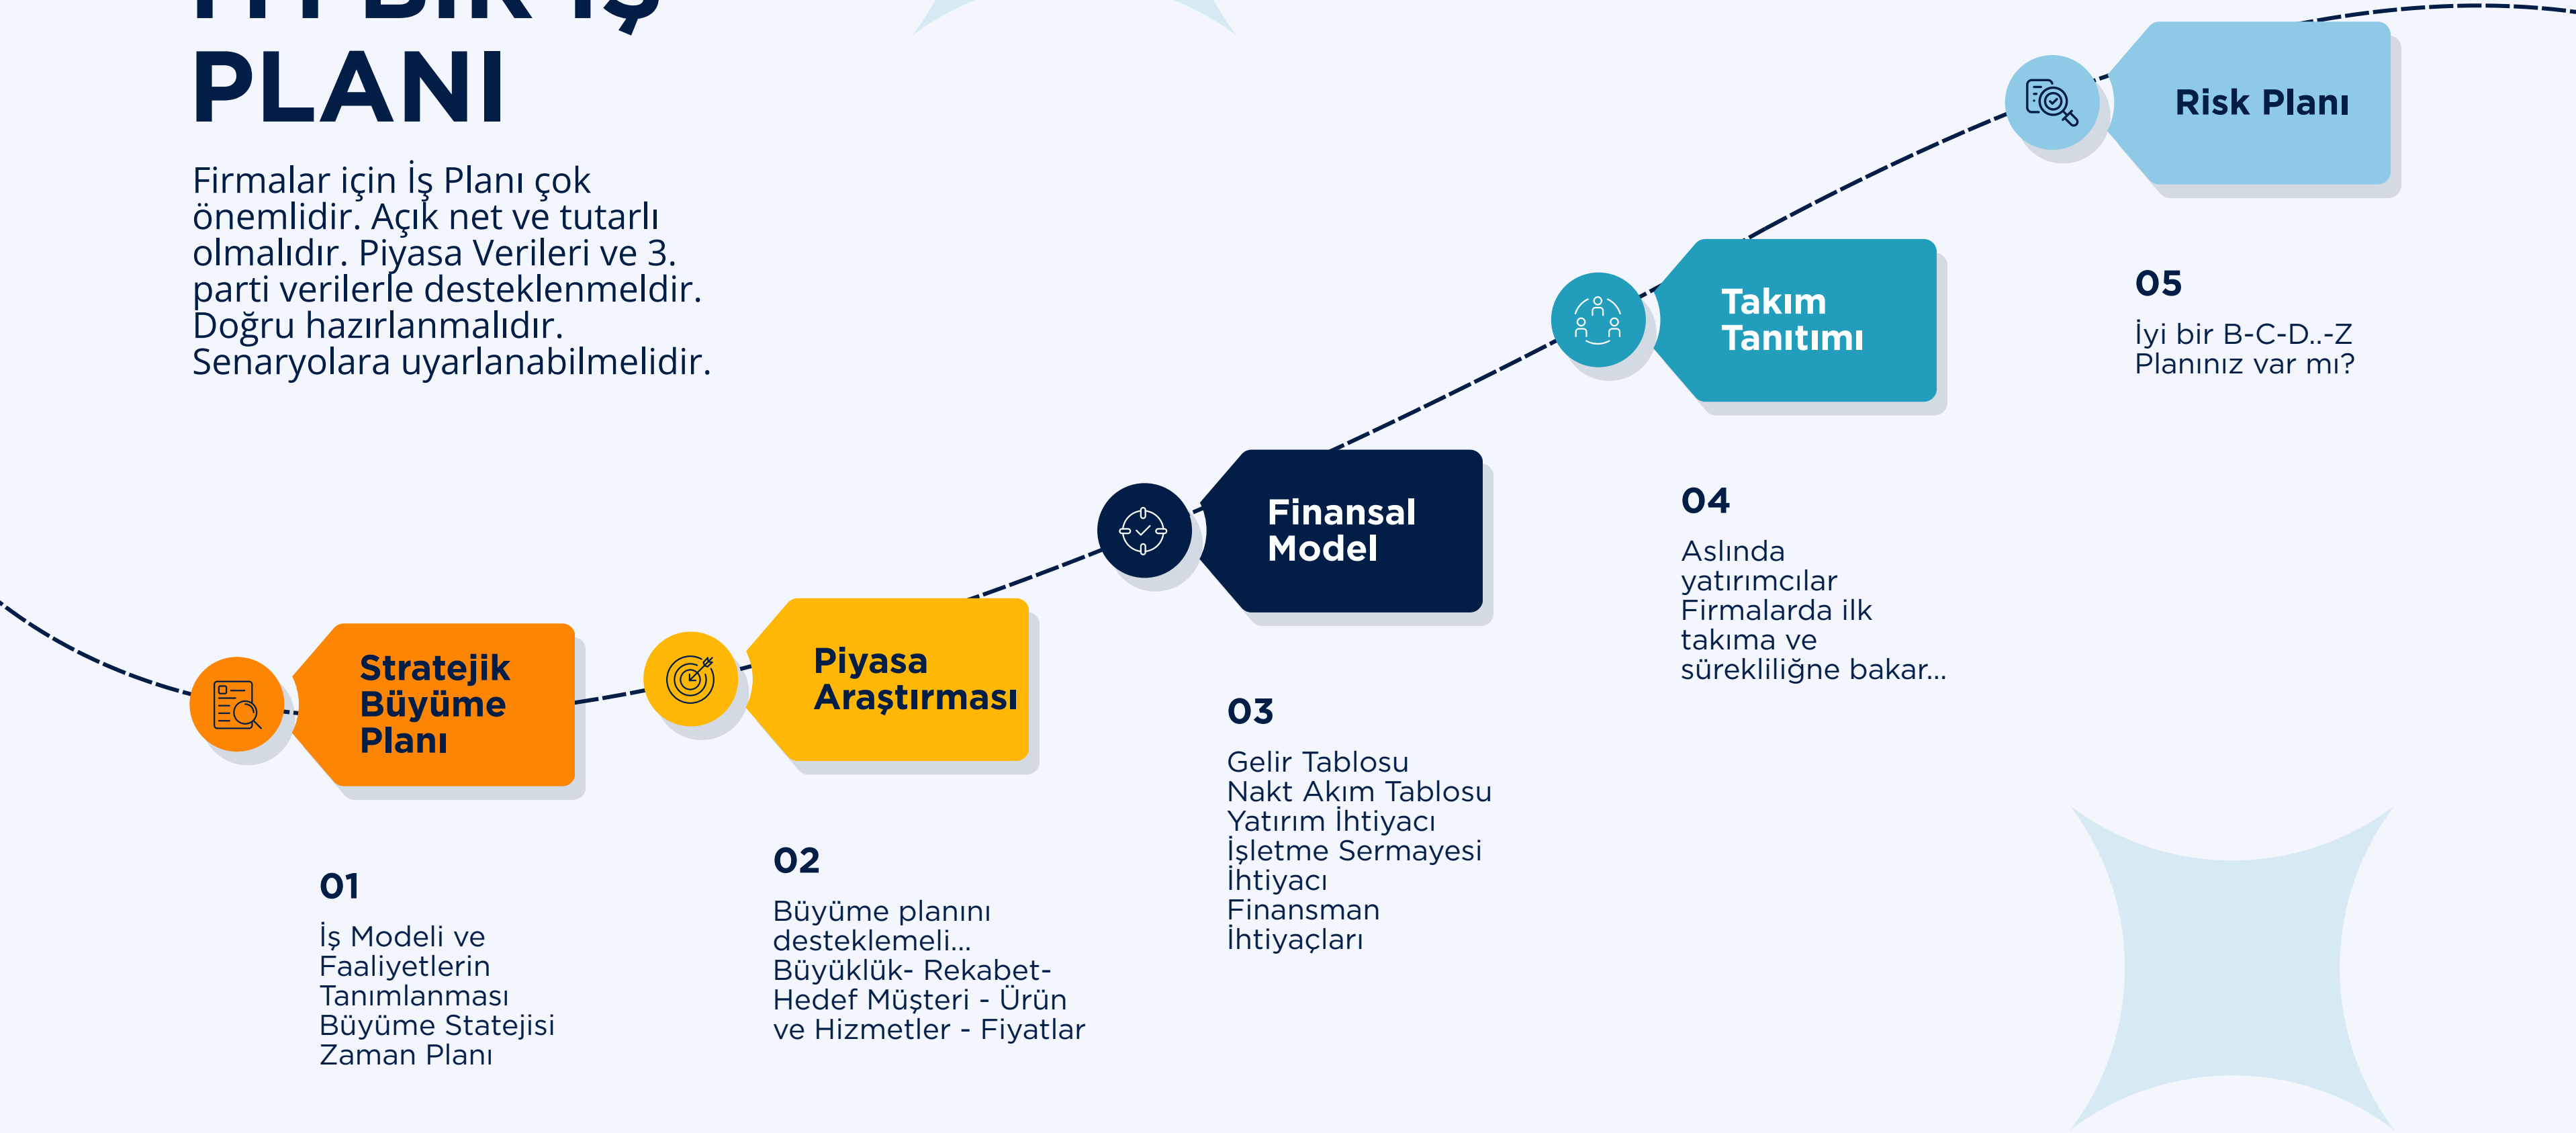 İYİ BİR İŞ
PLANI
Firmalar için İş Planı çok
önemlidir. Açık net ve tutarlı
olmalıdır. Piyasa Verileri ve 3.
parti verilerle desteklenmeldir.
Doğru hazırlanmalıdır.
Senaryolara uyarlanabilmelidir.
Stratejik
Büyüme
Planı
01
İş Modeli ve
Faaliyetlerin
Tanımlanması
Büyüme Statejisi
Zaman Planı
Piyasa
Araştırması
02
Büyüme planını
desteklemeli...
Büyüklük- Rekabet-
Hedef Müşteri - Ürün
ve Hizmetler - Fiyatlar
Finansal
Model
03
Gelir Tablosu
Nakt Akım Tablosu
Yatırım İhtiyacı
İşletme Sermayesi
İhtiyacı
Finansman
İhtiyaçları
Takım
Tanıtımı
04
Aslında
yatırımcılar
Firmalarda ilk
takıma ve
sürekliliğne bakar...
Risk Planı
05
İyi bir B-C-D..-Z
Planınız var mı?